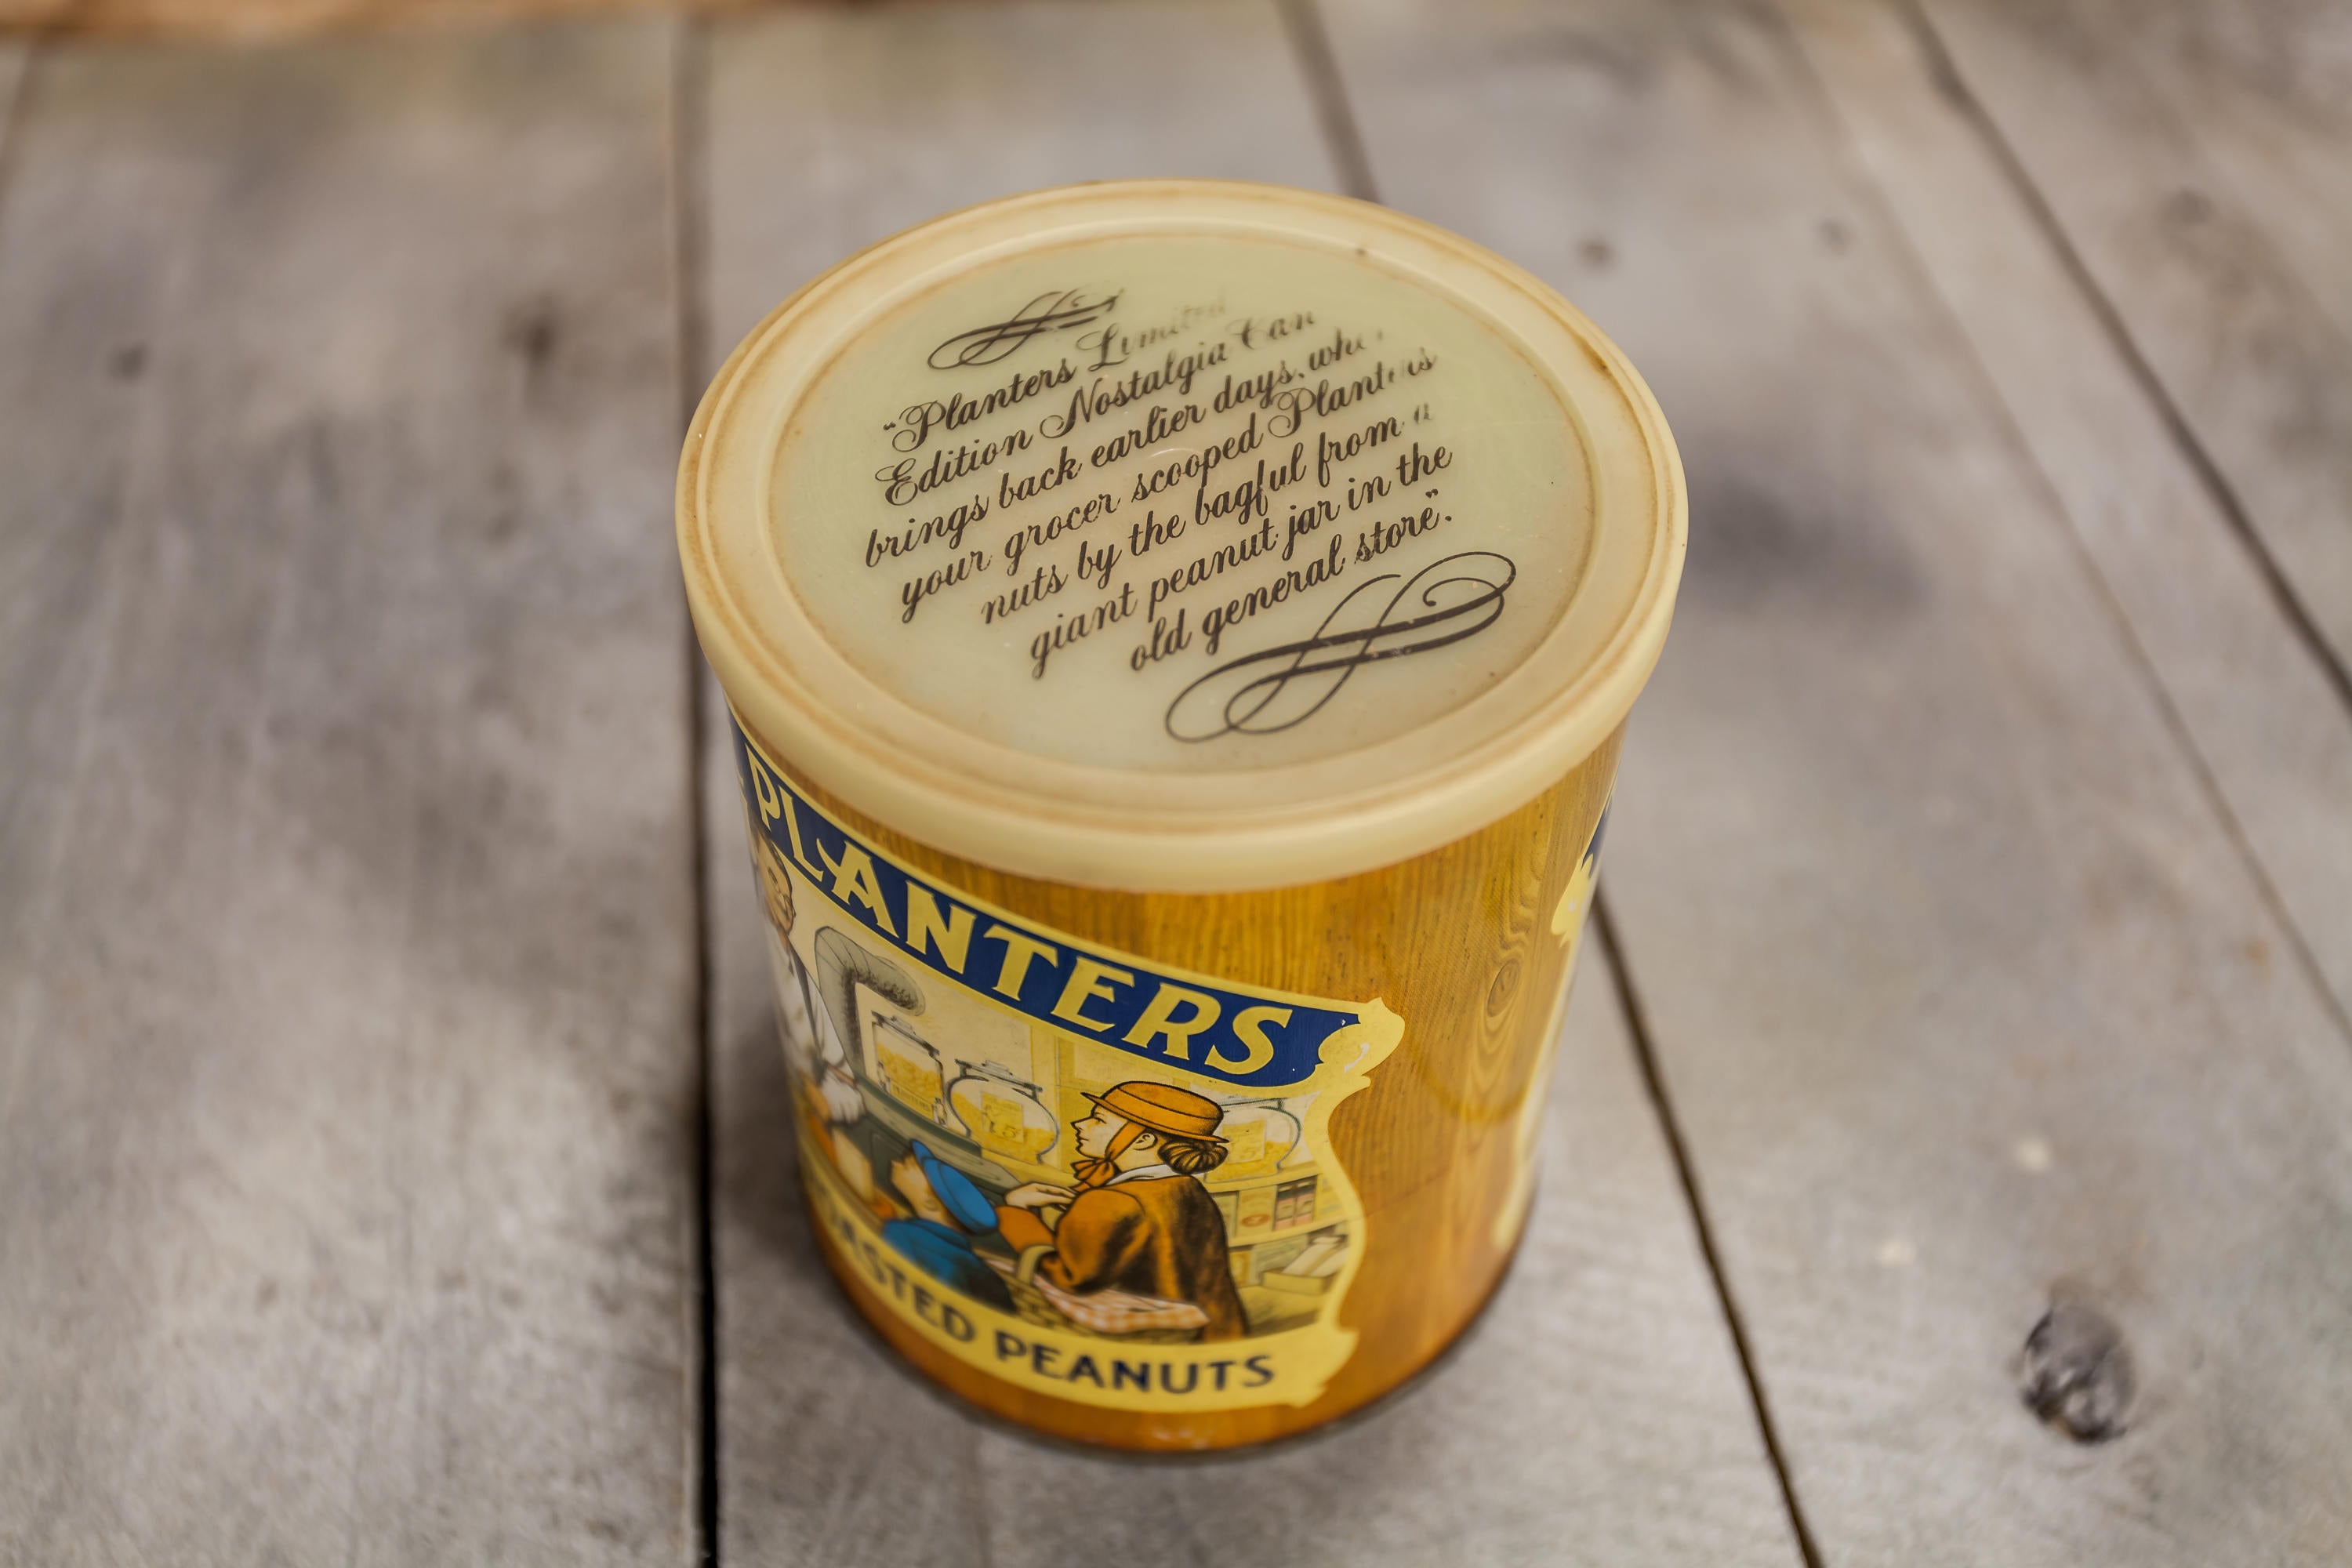 "Planters Limited
Edition Nostalgia Can
brings back earlier days, whe
your grocer scooped Planters
nuts by the bagful from a
giant peanut jar in the
old general store".
PLANTERS
ASTED PEANUTS